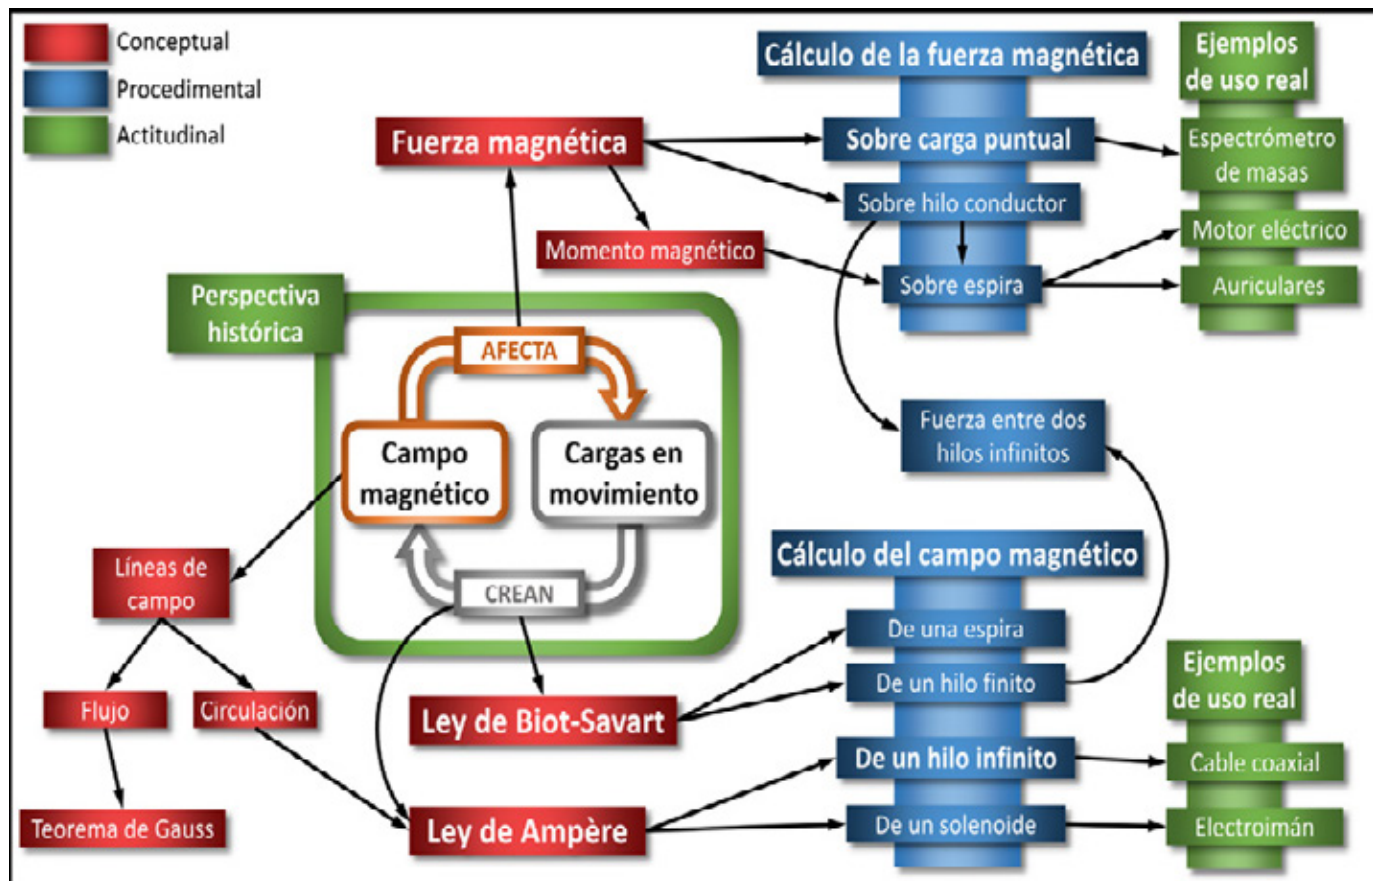 Conceptual
Procedimental
Actitudinal
Cálculo de la fuerza magnética
Ejemplos
de uso real
Fuerza magnética
Sobre carga puntual
Espectrómetro
de masas
Sobre hilo conductor
Momento magnético
Motor eléctrico
Sobre espira
Auriculares
Perspectiva
histórica
AFECTA
Campo
magnético
Cargas en
movimiento
CREAN
Fuerza entre dos
hilos infinitos
Líneas de
campo
Flujo
Circulación
Teorema de Gauss
Cálculo del campo magnético
De una espira
De un hilo finito
Ley de Biot-Savart
De un hilo infinito
Ley de Ampère
De un solenoide
Ejemplos
de uso real
Cable coaxial
Electroimán